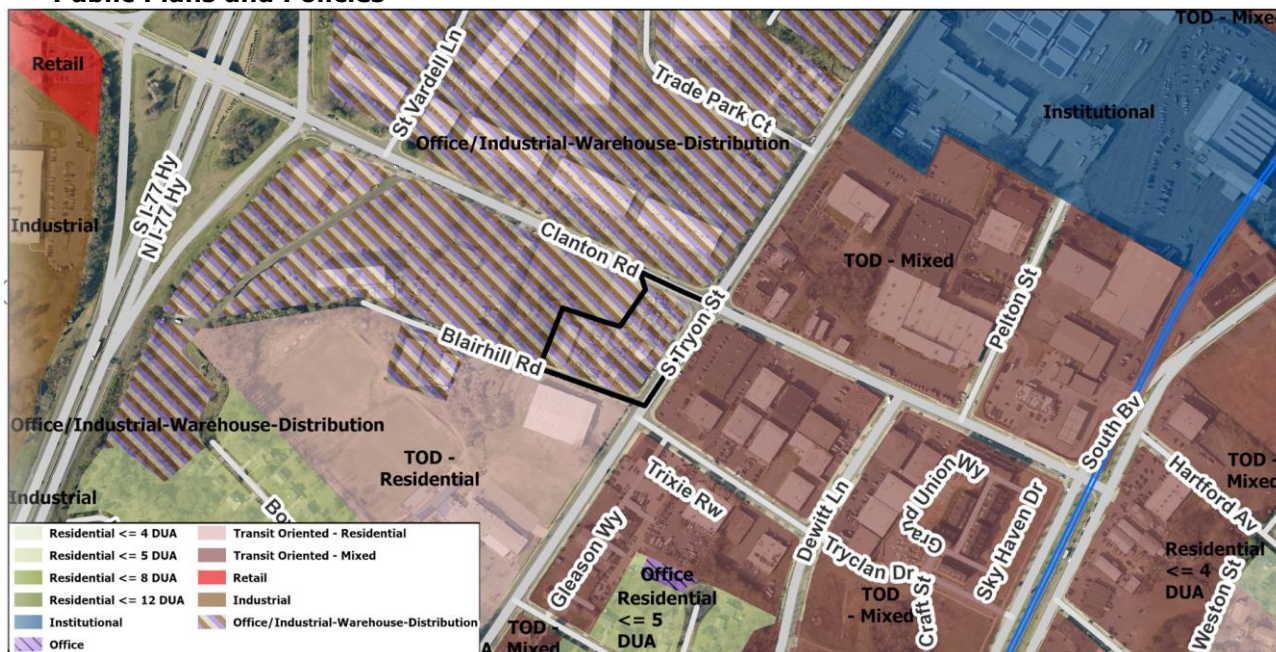 Public Plans and Policies
TOD - Mixed
Retail
St Vardell Ln
Trade Park Ct
Institutional
Office/Industrial-Warehouse-Distribution
S I-77 Hy
N I-77 Hy
Industrial
Clanton Rd
TOD - Mixed
Pelton St
S Tryon St
Blairhill Rd
South Bv
Office/Industrial-Warehouse-Distribution
TOD -
Residential
Hartford Av
TOD -
Mixed
Industrial
Trixie Rw
Grand Union Wy
Sky Haven Dr
Dewitt Ln
Gleason Wy
Tryclan Dr
Craft St
Office
Residential
<= 5
DUA
TOD
- Mixed
Residential
<= 4
DUA
Weston St
TOD -
Mixed
Residential <= 4 DUA
Residential <= 5 DUA
Residential <= 8 DUA
Residential <= 12 DUA
Institutional
Office
Transit Oriented - Residential
Transit Oriented - Mixed
Retail
Industrial
Office/Industrial-Warehouse-Distribution